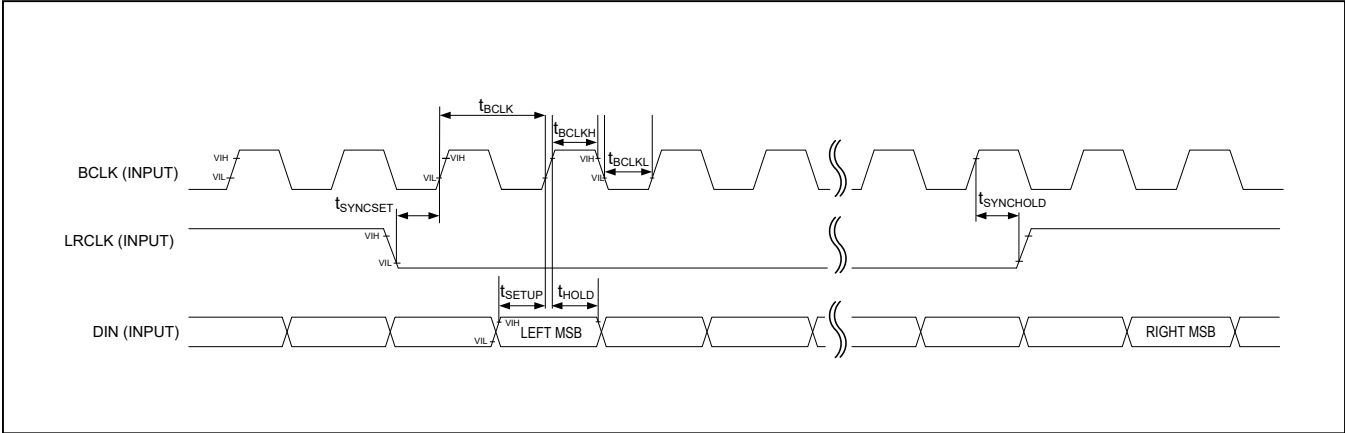 tBCLK
tBCLKH
tBCLKL
BCLK (INPUT)
VIH
VIL
VIH
VIL
VIH
VIL
tSYNCSET
tSYNCHOLD
LRCLK (INPUT)
VIH
VIL
tSETUP
tHOLD
DIN (INPUT)
VIH
VIL
LEFT MSB
RIGHT MSB